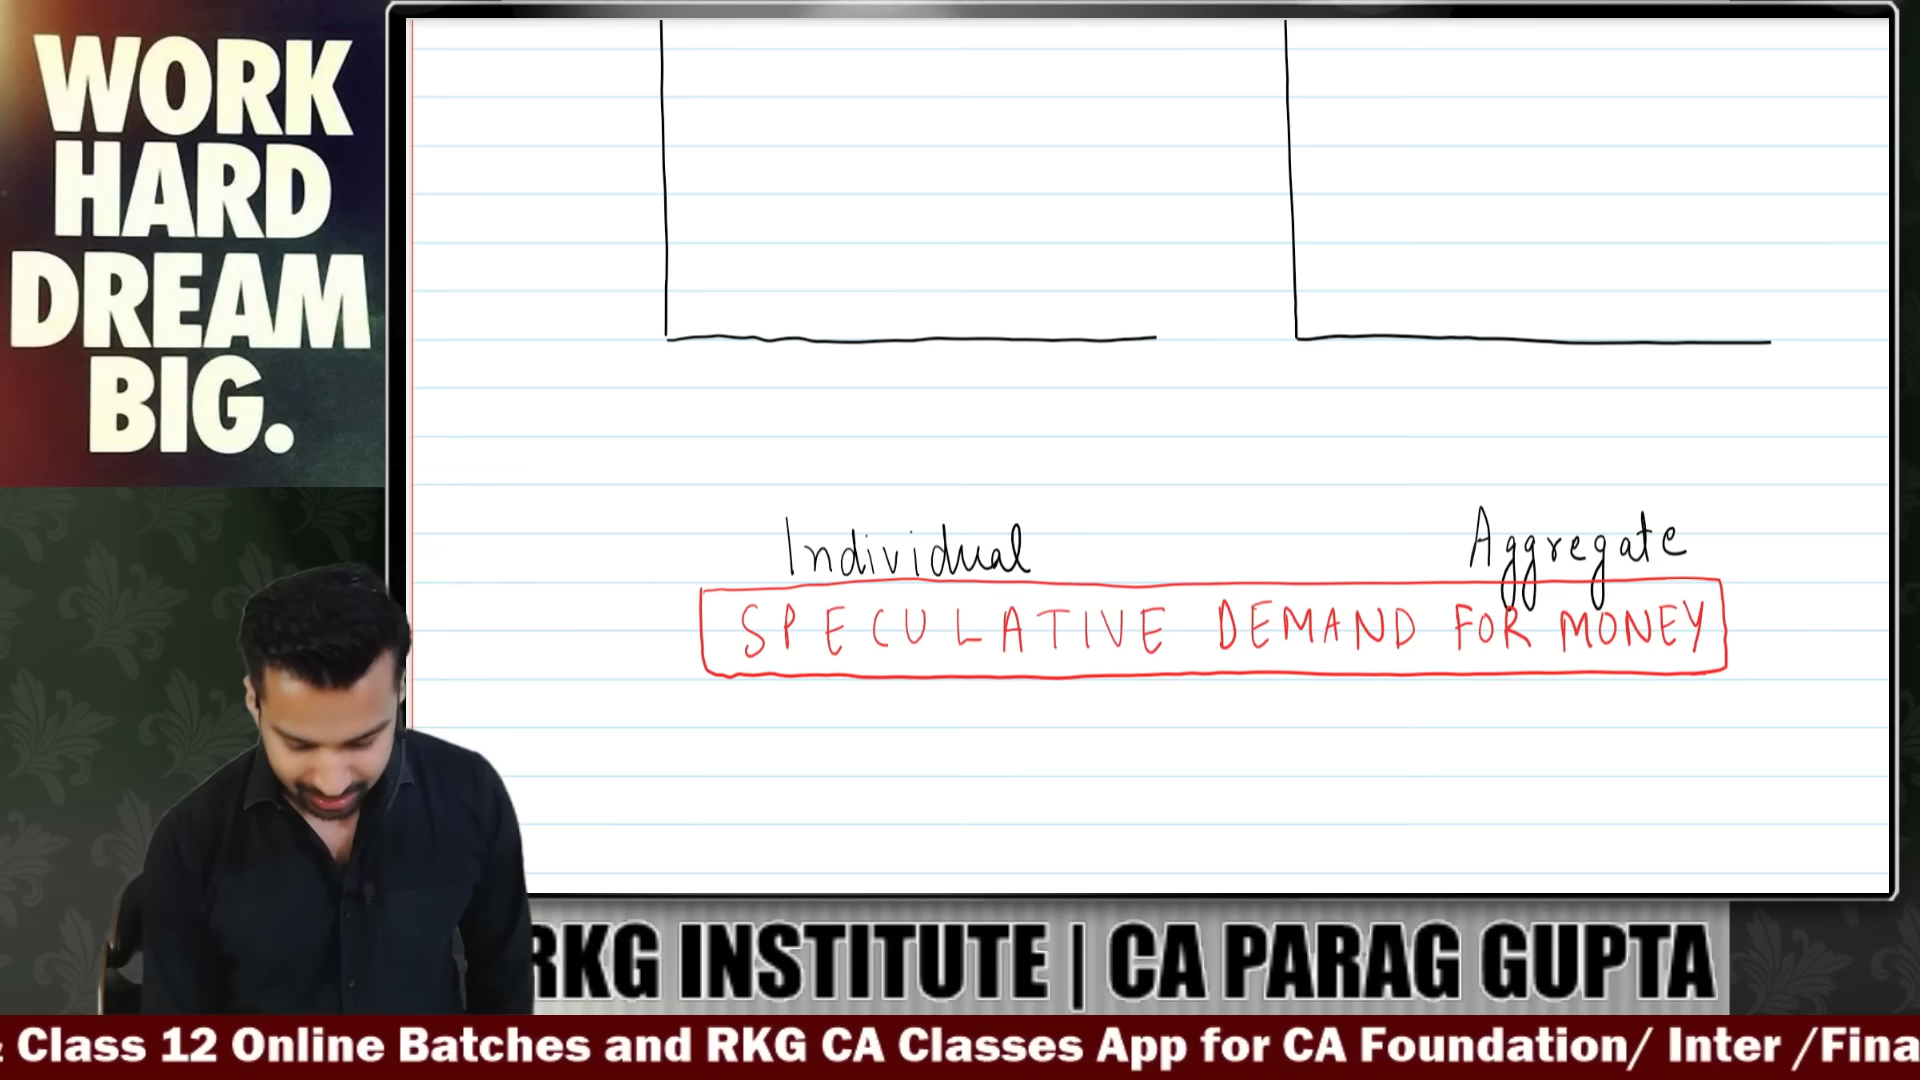 WORK
HARD
DREAM
BIG.
Individual
Aggregate
SPECULATIVE DEMAND FOR MONEY
RKG INSTITUTE | CA PARAG GUPTA
Class 12 Online Batches and RKG CA Classes App for CA Foundation/ Inter /Fina